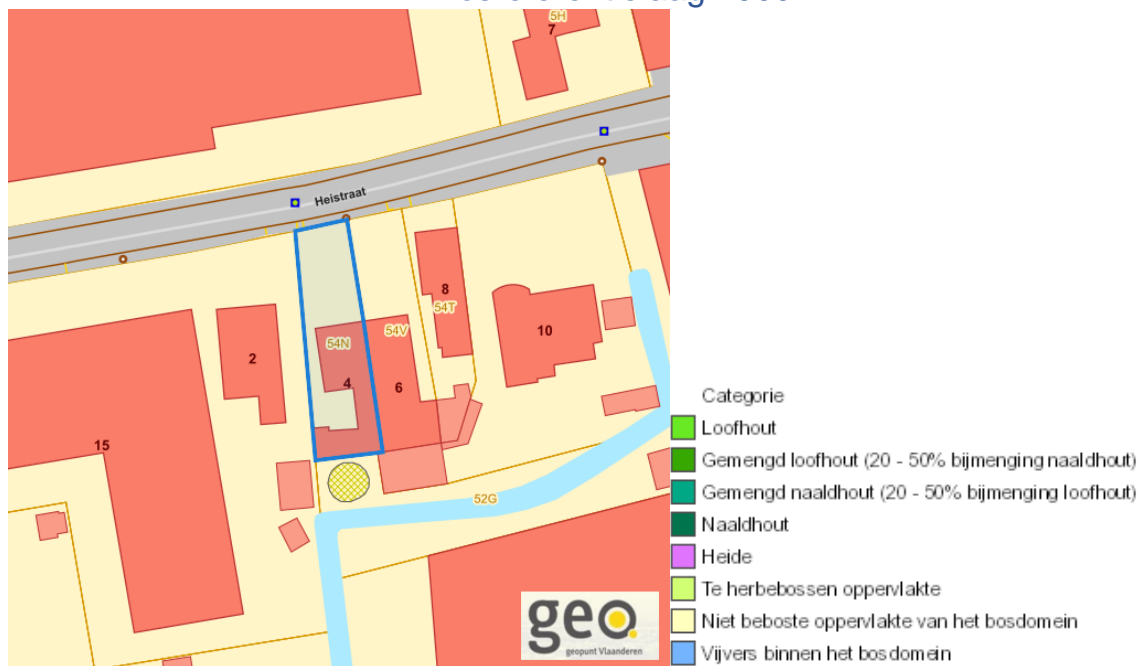 5H
7
Heistraat
8
54T
54V
10
54N
2
4
6
15
52G
geo
geopunt Vlaanderen
Categorie
Loofhout
Gemengd loofhout (20 - 50% bijmenging naaldhout)
Gemengd naaldhout (20 - 50% bijmenging loofhout)
Naaldhout
Heide
Te herbebossen oppervlakte
Niet beboste oppervlakte van het bosdomein
Vijvers binnen het bosdomein